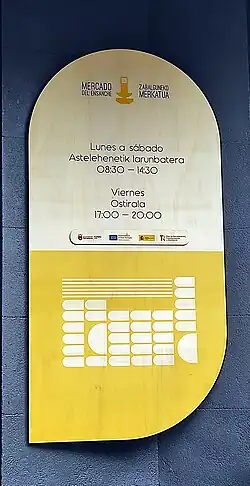 MERCADO
DEL ENSANCHE
ZABALGUNEKO
MERKATUA
Lunes a sábado
Astelehenetik larunbatera
08:30 – 14:30
Viernes
Ostirala
17:00 – 20:00